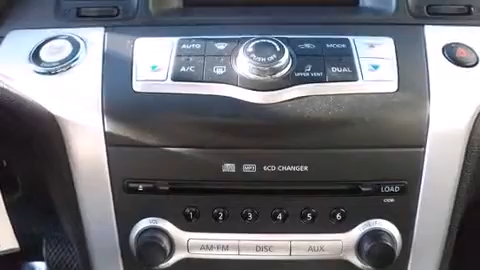 AUTO MODE
PUSH OFF
A/C UPPER VENT DUAL
MP3 6CD CHANGER
LOAD
1 2 3 4 5 6
VOL
AM·FM DISC AUX